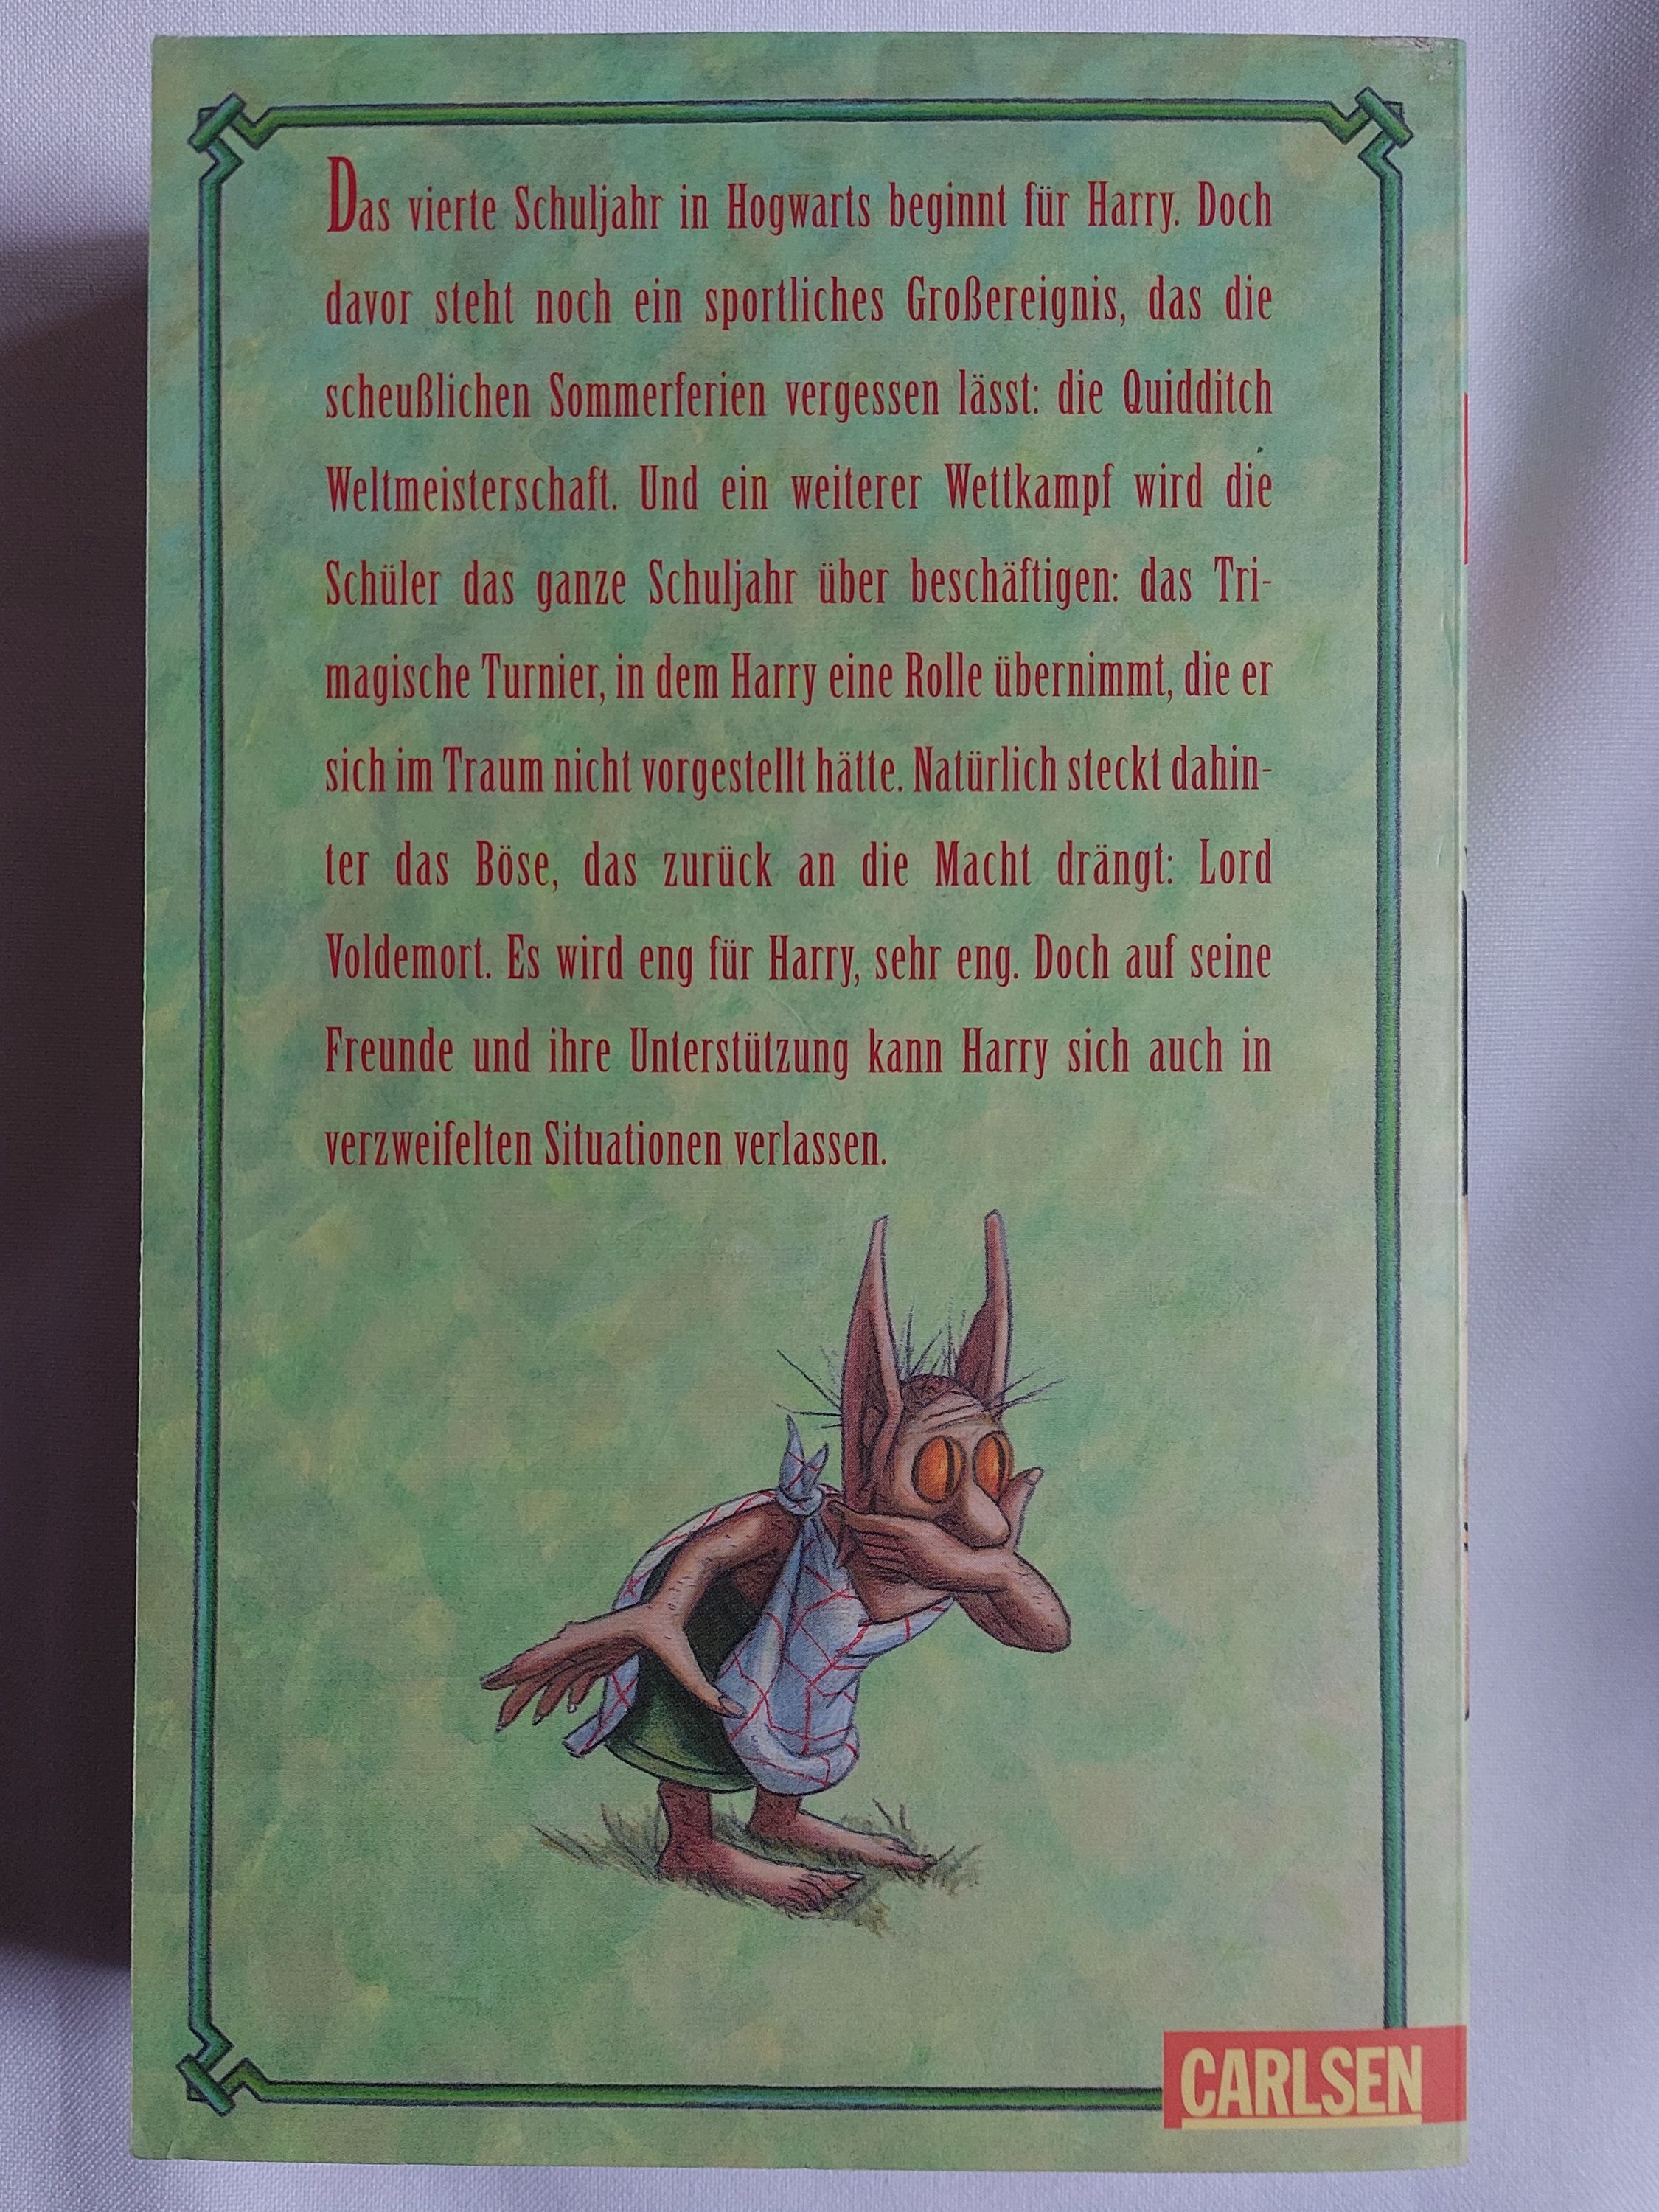 Das vierte Schuljahr in Hogwarts beginnt für Harry. Doch
davor steht noch ein sportliches Großereignis, das die
scheußlichen Sommerferien vergessen lässt: die Quidditch
Weltmeisterschaft. Und ein weiterer Wettkampf wird die
Schüler das ganze Schuljahr über beschäftigen: das Tri-
magische Turnier, in dem Harry eine Rolle übernimmt, die er
sich im Traum nicht vorgestellt hätte. Natürlich steckt dahin-
ter das Böse, das zurück an die Macht drängt: Lord
Voldemort. Es wird eng für Harry, sehr eng. Doch auf seine
Freunde und ihre Unterstützung kann Harry sich auch in
verzweifelten Situationen verlassen.
CARLSEN